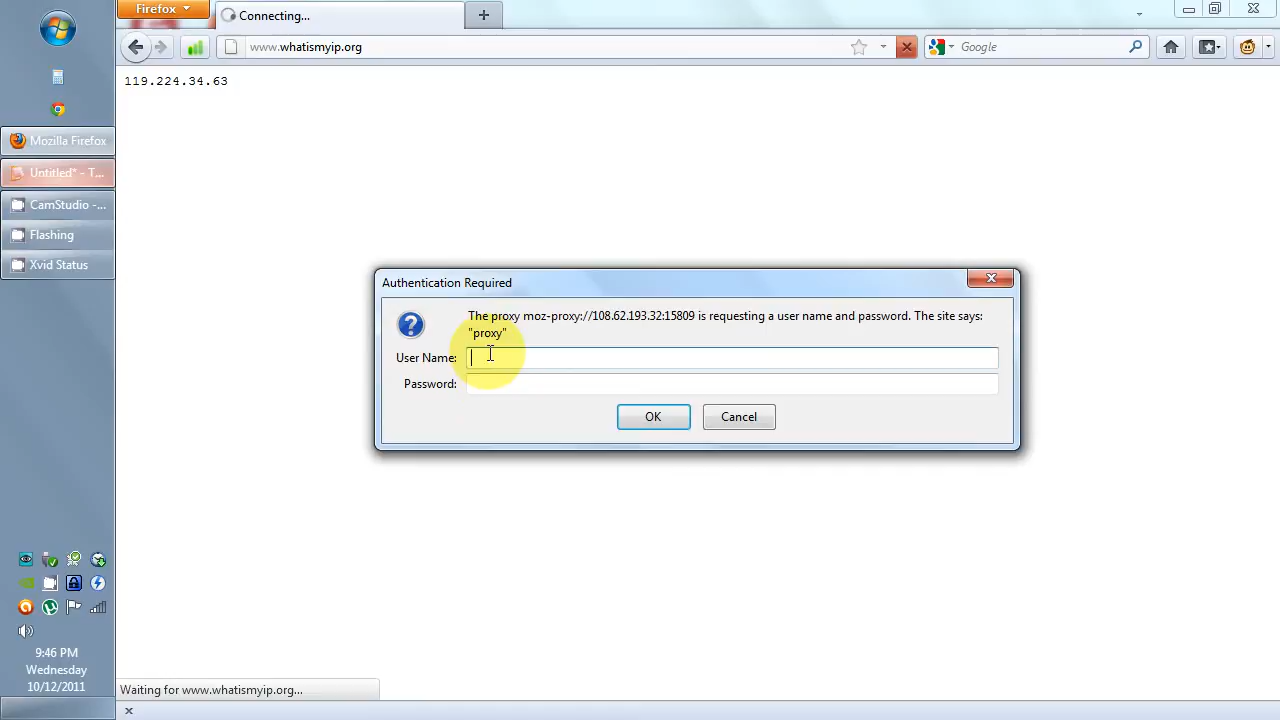 Firefox
Connecting...
www.whatismyip.org
Google
119.224.34.63
Mozilla Firefox
Untitled* - T...
CamStudio -...
Flashing
Xvid Status
Authentication Required
The proxy moz-proxy://108.62.193.32:15809 is requesting a user name and password. The site says:
"proxy"
User Name:
Password:
OK
Cancel
9:46 PM
Wednesday
10/12/2011
Waiting for www.whatismyip.org...